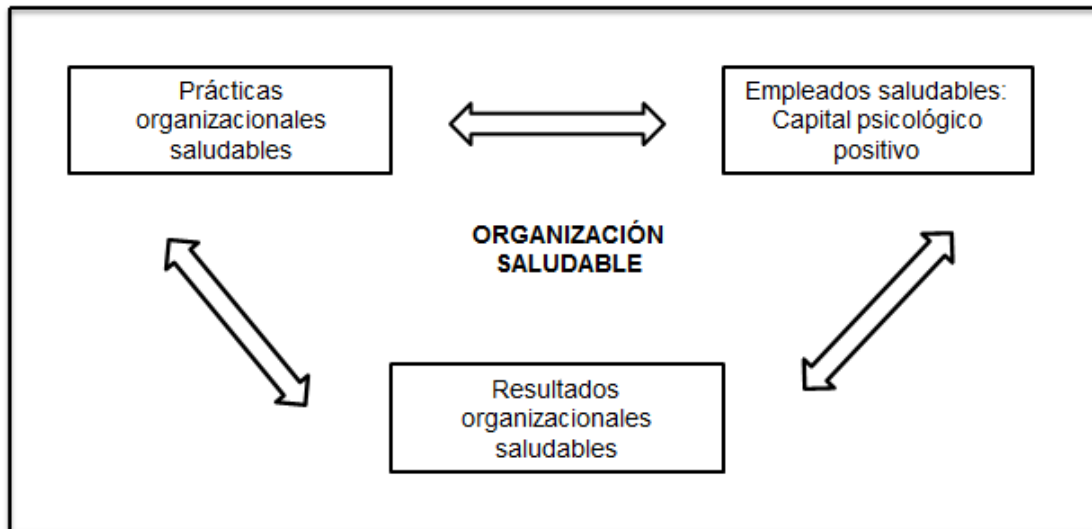 Prácticas
organizacionales
saludables
Empleados saludables:
Capital psicológico
positivo
ORGANIZACIÓN
SALUDABLE
Resultados
organizacionales
saludables